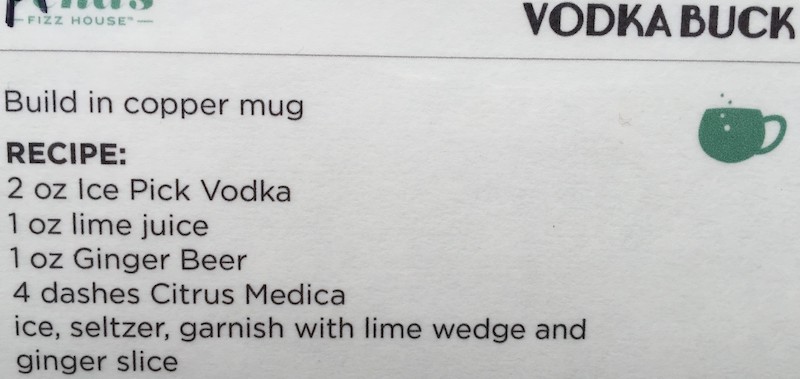 FIZZ HOUSE™
VODKA BUCK
Build in copper mug
RECIPE:
2 oz Ice Pick Vodka
1 oz lime juice
1 oz Ginger Beer
4 dashes Citrus Medica
ice, seltzer, garnish with lime wedge and
ginger slice